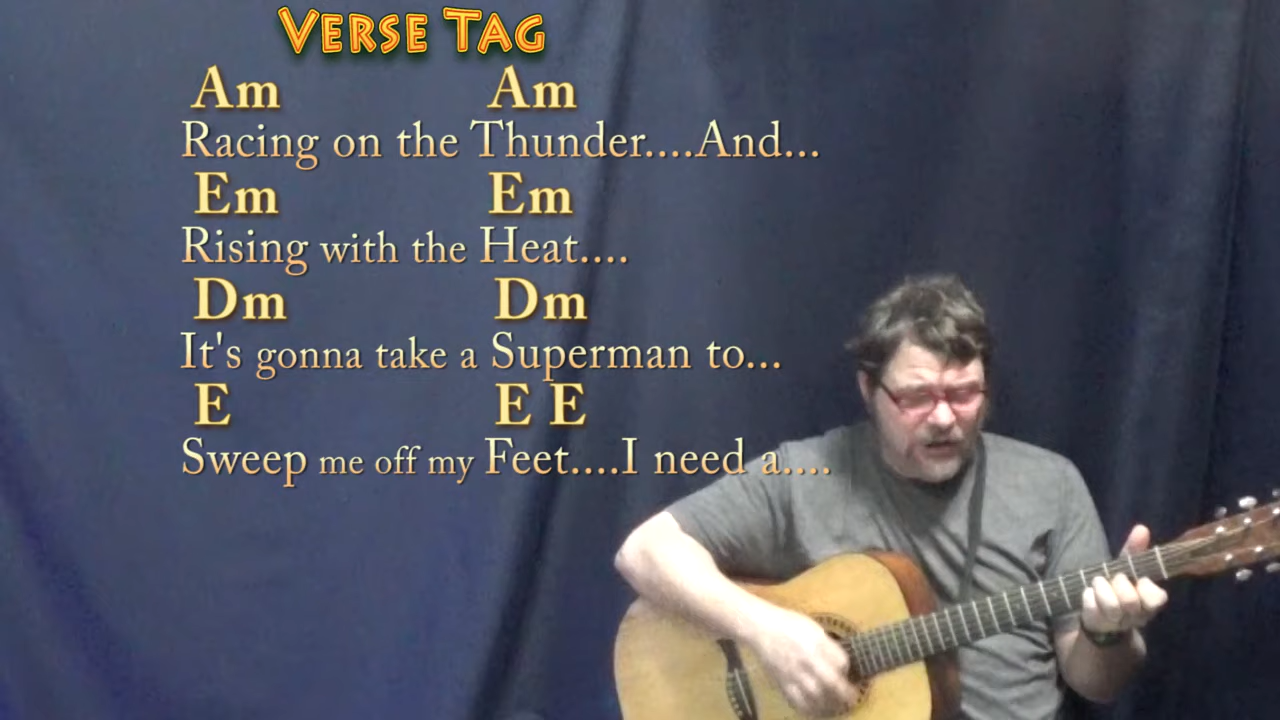 VERSE TAG
Am Am
Racing on the Thunder....And...
Em Em
Rising with the Heat....
Dm Dm
It's gonna take a Superman to...
E E E
Sweep me off my Feet....I need a....